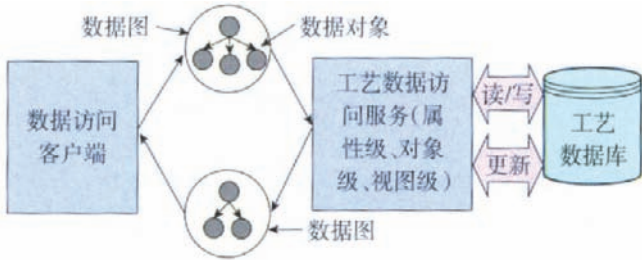 数据图
数据对象
数据访问
客户端
工艺数据访
问服务(属
性级、对象
级、视图级)
读/写
更新
工艺
数据库
数据图